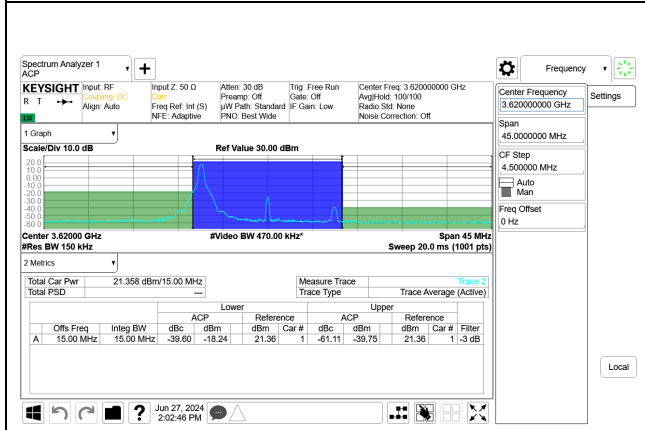 Spectrum Analyzer 1
ACP
Frequency
KEYSIGHT Input: RF Input Z: 50 Ω Atten: 30 dB Trig: Free Run Center Freq: 3.620000000 GHz
R T Coupling: DC Corr Preamp: Off Gate: Off Avg|Hold: 100/100
Align: Auto Freq Ref: Int (S) µW Path: Standard IF Gain: Low Radio Std: None
NFE: Adaptive PNO: Best Wide Noise Correction: Off
Center Frequency
3.620000000 GHz
Settings
Span
45.0000000 MHz
CF Step
4.500000 MHz
Auto
Man
Freq Offset
0 Hz
1 Graph
Scale/Div 10.0 dB Ref Value 30.00 dBm
20.0
10.0
0.00
-10.0
-20.0
-30.0
-40.0
-50.0
-60.0
Center 3.62000 GHz #Video BW 470.00 kHz* Span 45 MHz
#Res BW 150 kHz Sweep 20.0 ms (1001 pts)
2 Metrics
Total Car Pwr 21.358 dBm/15.00 MHz Measure Trace Trace 2
Total PSD --- Trace Type Trace Average (Active)
Lower Upper
ACP Reference ACP Reference
Offs Freq Integ BW dBc dBm dBm Car # dBc dBm dBm Car # Filter
A 15.00 MHz 15.00 MHz -39.60 -18.24 21.36 1 -61.11 -39.75 21.36 1 -3 dB
Local
? Jun 27, 2024
2:02:46 PM